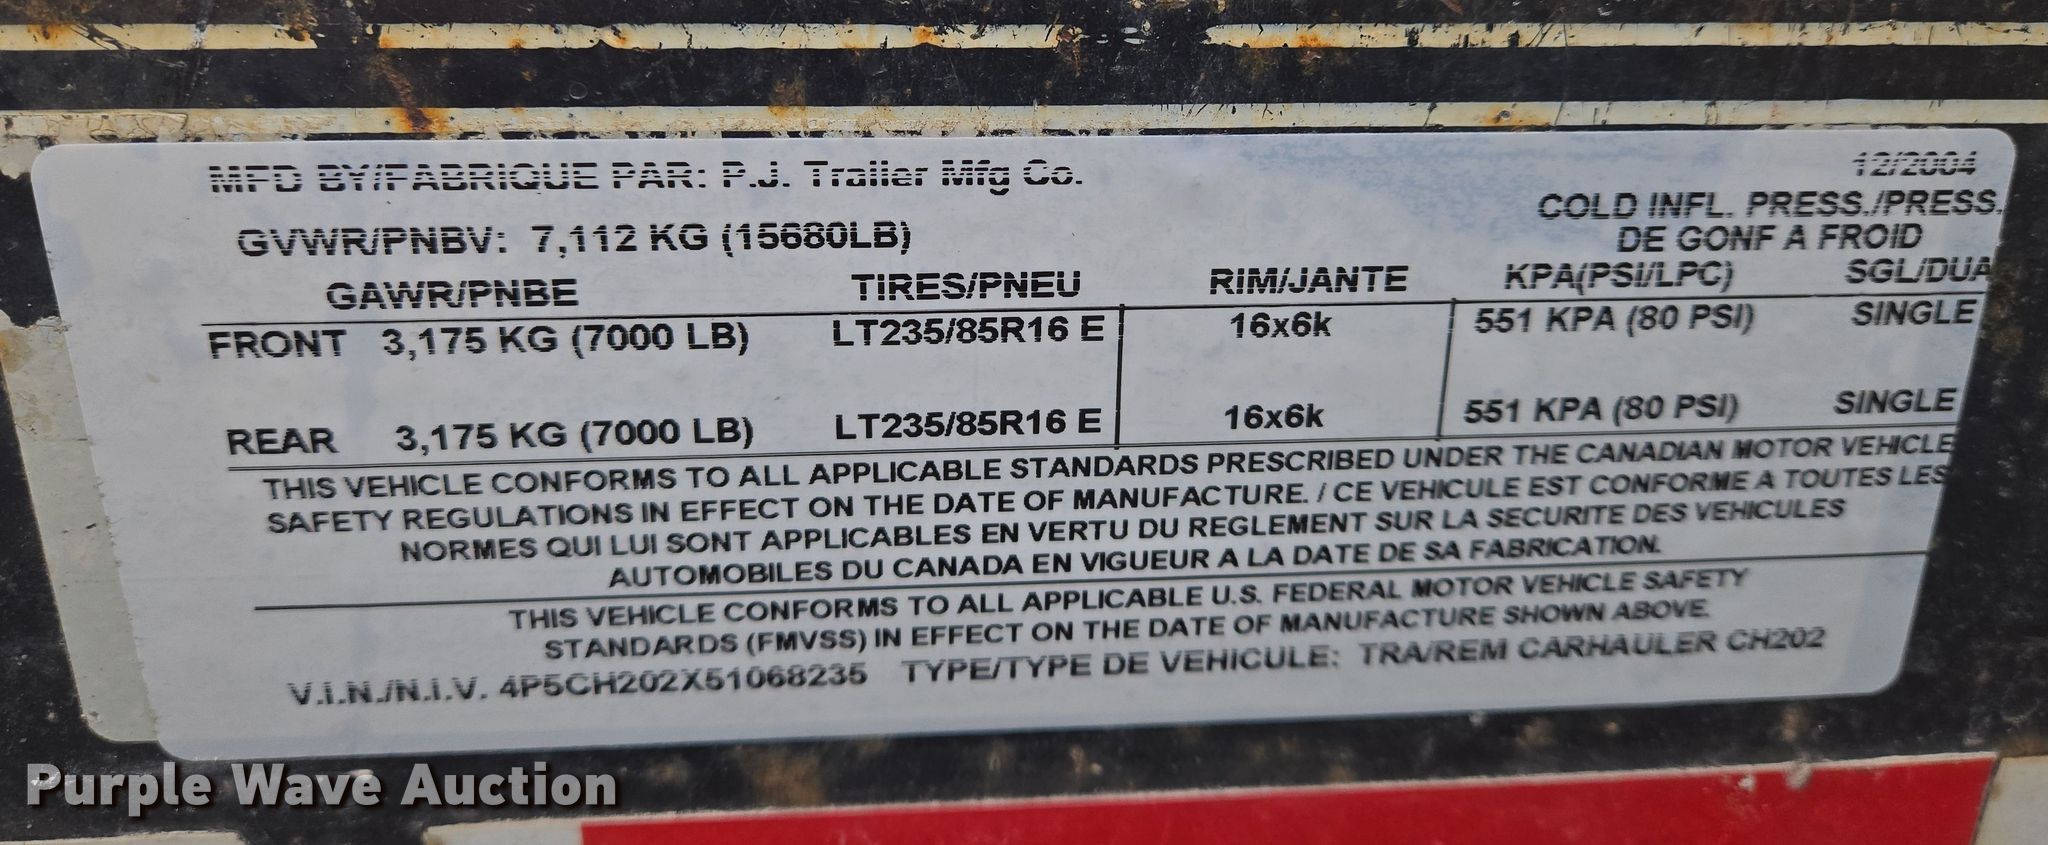 MFD BY/FABRIQUE PAR: P.J. Trailer Mfg Co.
12/2004
GVWR/PNBV: 7,112 KG (15680LB)
COLD INFL. PRESS./PRESS.
DE GONF A FROID
GAWR/PNBE TIRES/PNEU RIM/JANTE KPA(PSI/LPC) SGL/DUA
FRONT 3,175 KG (7000 LB) LT235/85R16 E 16x6k 551 KPA (80 PSI) SINGLE
REAR 3,175 KG (7000 LB) LT235/85R16 E 16x6k 551 KPA (80 PSI) SINGLE
THIS VEHICLE CONFORMS TO ALL APPLICABLE STANDARDS PRESCRIBED UNDER THE CANADIAN MOTOR VEHICLE
SAFETY REGULATIONS IN EFFECT ON THE DATE OF MANUFACTURE. / CE VEHICULE EST CONFORME A TOUTES LES
NORMES QUI LUI SONT APPLICABLES EN VERTU DU REGLEMENT SUR LA SECURITE DES VEHICULES
AUTOMOBILES DU CANADA EN VIGUEUR A LA DATE DE SA FABRICATION.
THIS VEHICLE CONFORMS TO ALL APPLICABLE U.S. FEDERAL MOTOR VEHICLE SAFETY
STANDARDS (FMVSS) IN EFFECT ON THE DATE OF MANUFACTURE SHOWN ABOVE.
V.I.N./N.I.V. 4P5CH202X51068235 TYPE/TYPE DE VEHICULE: TRA/REM CARHAULER CH202
Purple Wave Auction